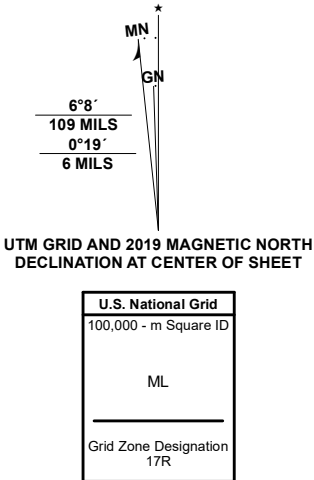 ★
MN
GN
6°8´
109 MILS
0°19´
6 MILS
UTM GRID AND 2019 MAGNETIC NORTH
DECLINATION AT CENTER OF SHEET
U.S. National Grid
100,000 - m Square ID
ML
Grid Zone Designation
17R